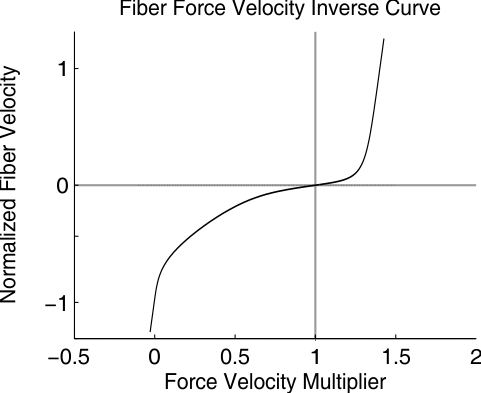 Fiber Force Velocity Inverse Curve
Normalized Fiber Velocity
1
0
−1
−0.5 0 0.5 1 1.5 2
Force Velocity Multiplier